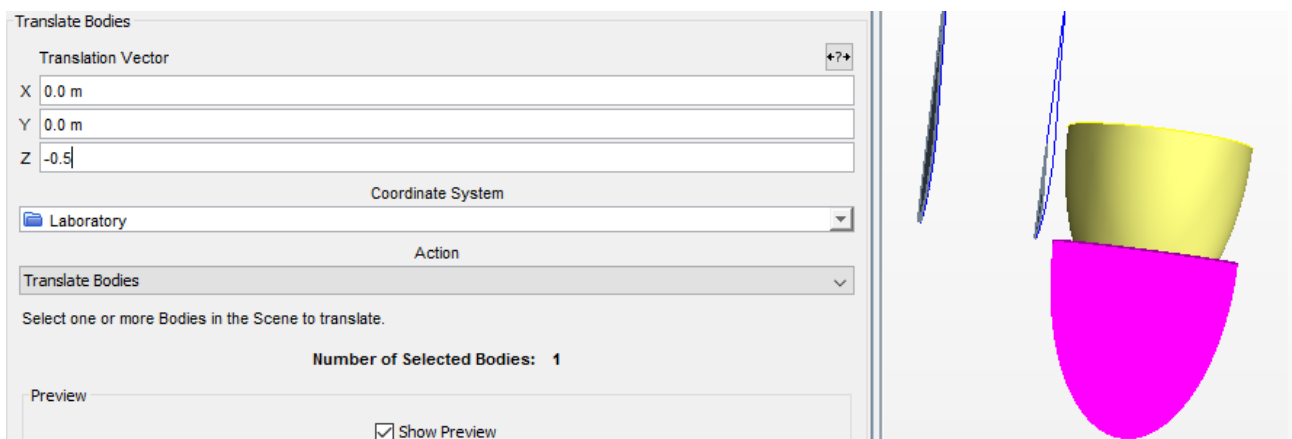 Translate Bodies
Translation Vector
+?+
X 0.0 m
Y 0.0 m
Z -0.5
Coordinate System
Laboratory
Action
Translate Bodies
Select one or more Bodies in the Scene to translate.
Number of Selected Bodies: 1
Preview
Show Preview